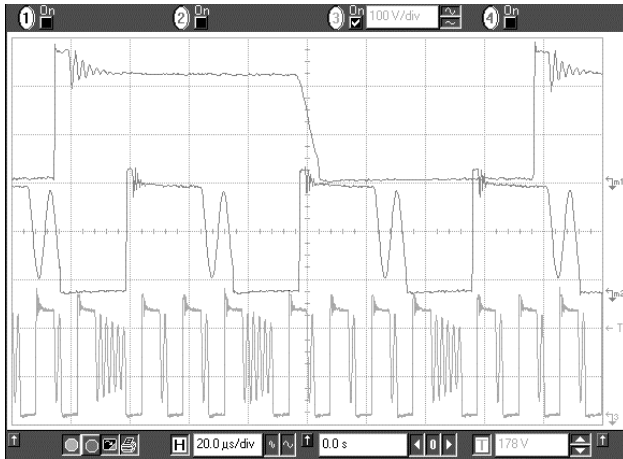 1 On 2 On 3 On 100 V/div 4 On
m1
m2
T
3
H 20.0 µs/div 0.0 s 0 T 178 V